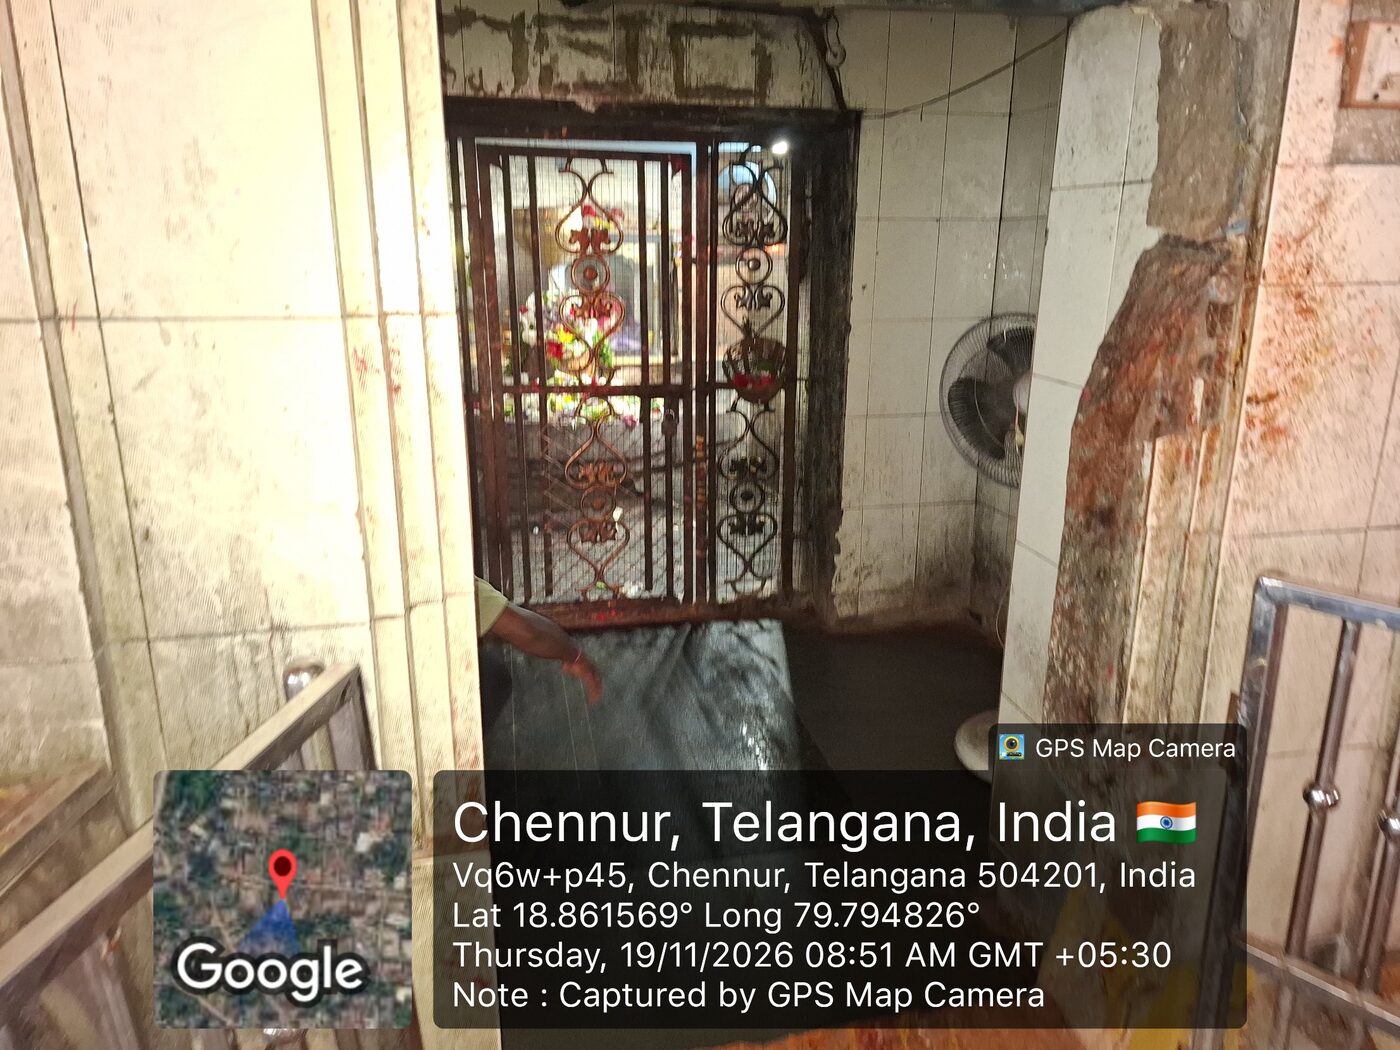 GPS Map Camera
Chennur, Telangana, India
Vq6w+p45, Chennur, Telangana 504201, India
Lat 18.861569° Long 79.794826°
Thursday, 19/11/2026 08:51 AM GMT +05:30
Note : Captured by GPS Map Camera
Google